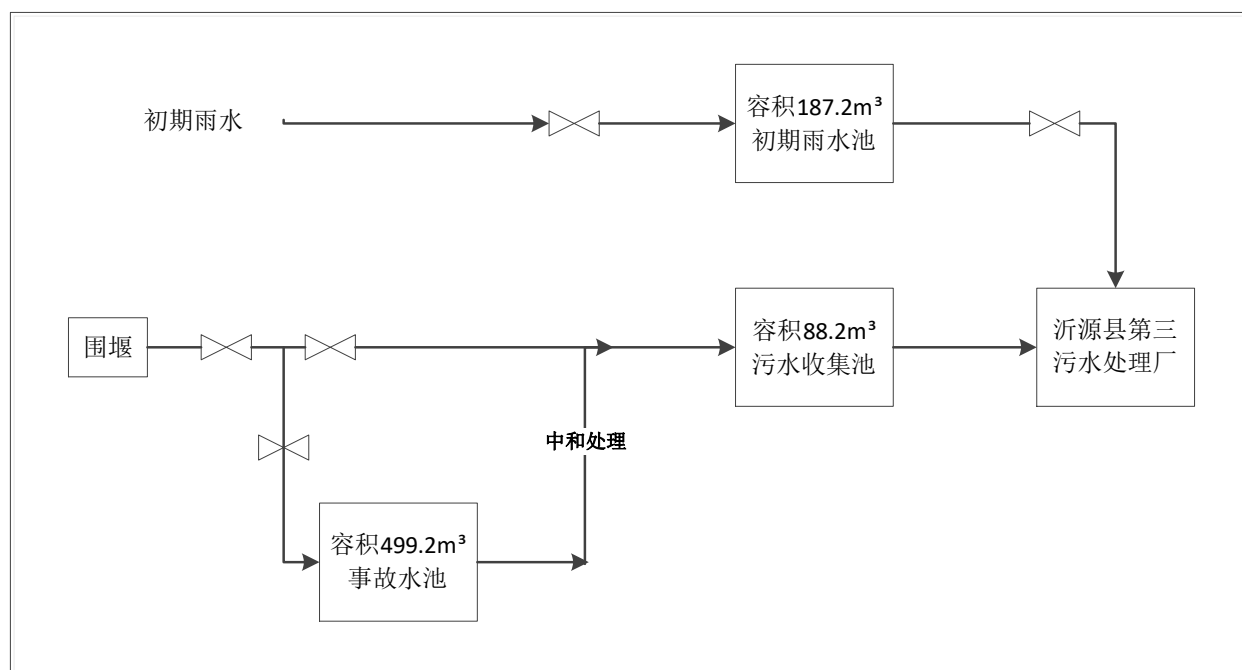 初期雨水
容积187.2m³
初期雨水池
围堰
容积88.2m³
污水收集池
沂源县第三
污水处理厂
中和处理
容积499.2m³
事故水池